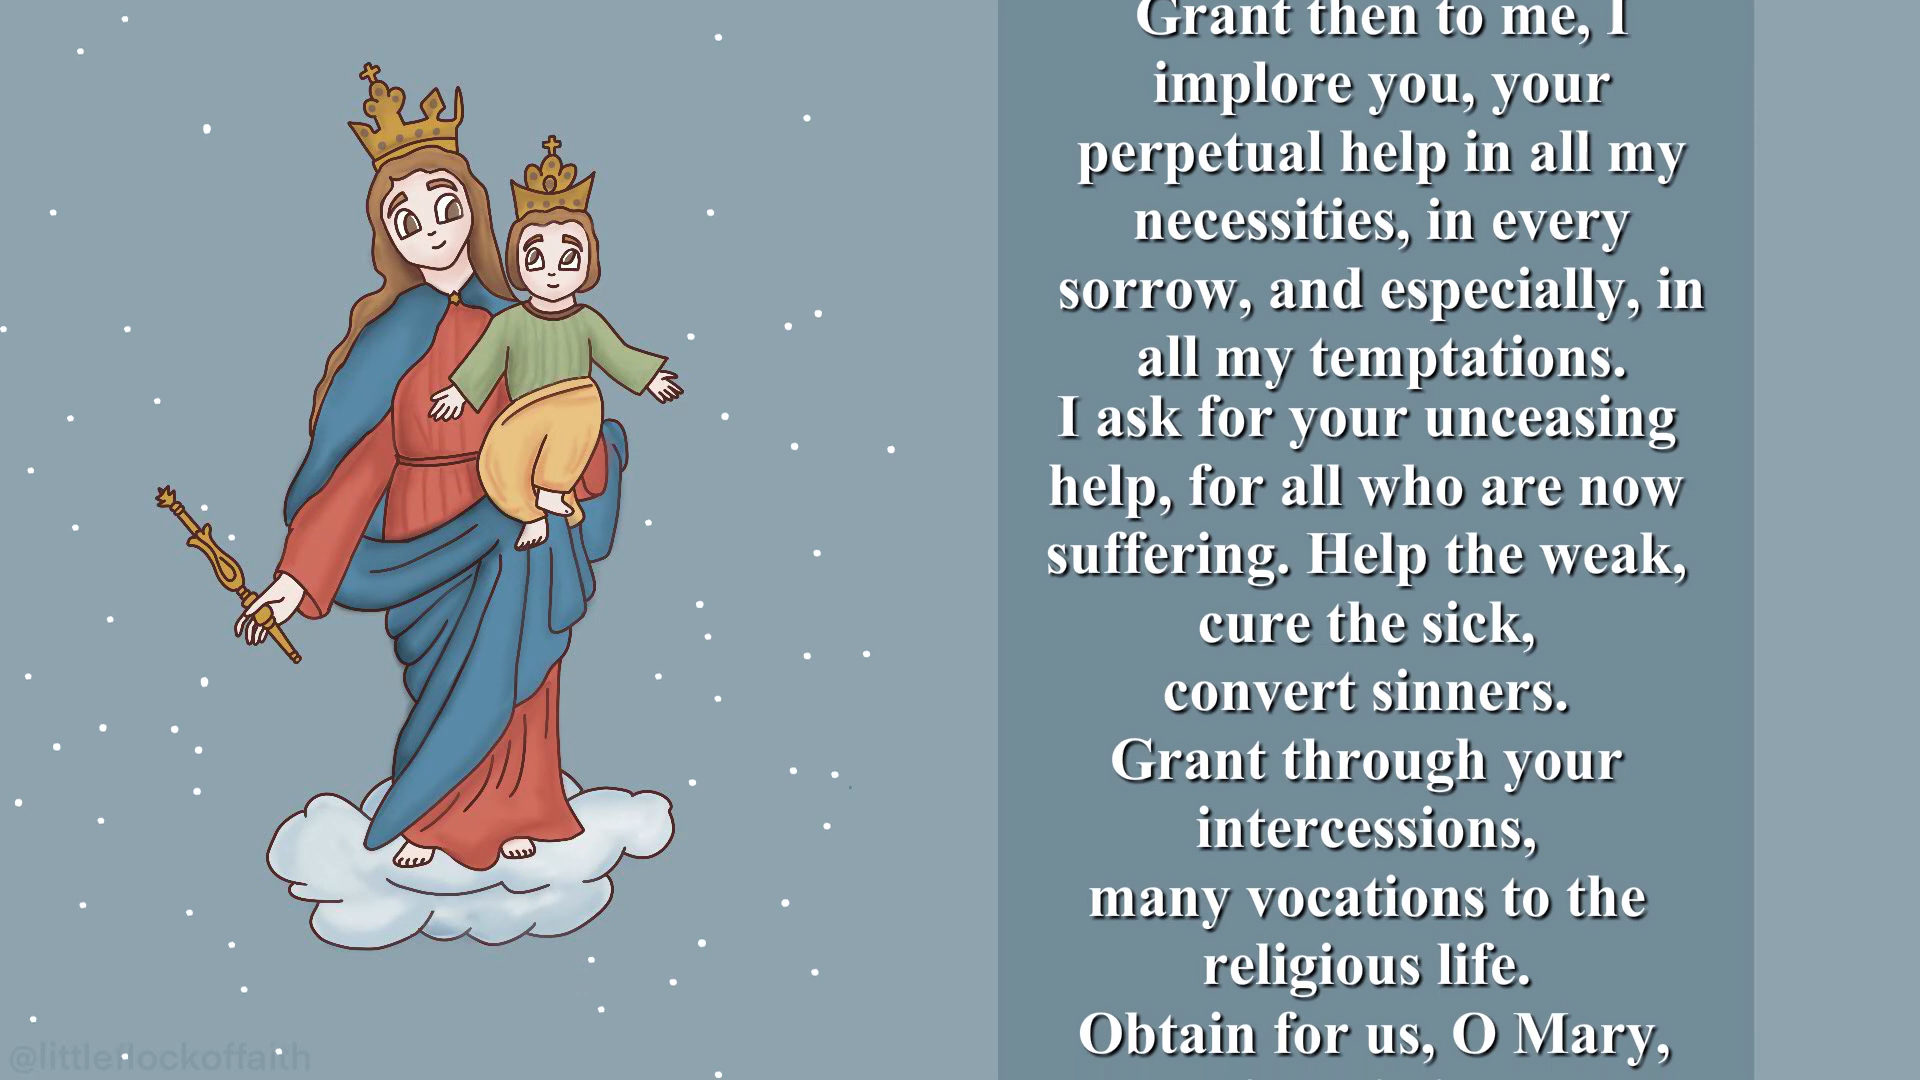 Grant then to me, I
implore you, your
perpetual help in all my
necessities, in every
sorrow, and especially, in
all my temptations.
I ask for your unceasing
help, for all who are now
suffering. Help the weak,
cure the sick,
convert sinners.
Grant through your
intercessions,
many vocations to the
religious life.
Obtain for us, O Mary,
@littleflockoffaith